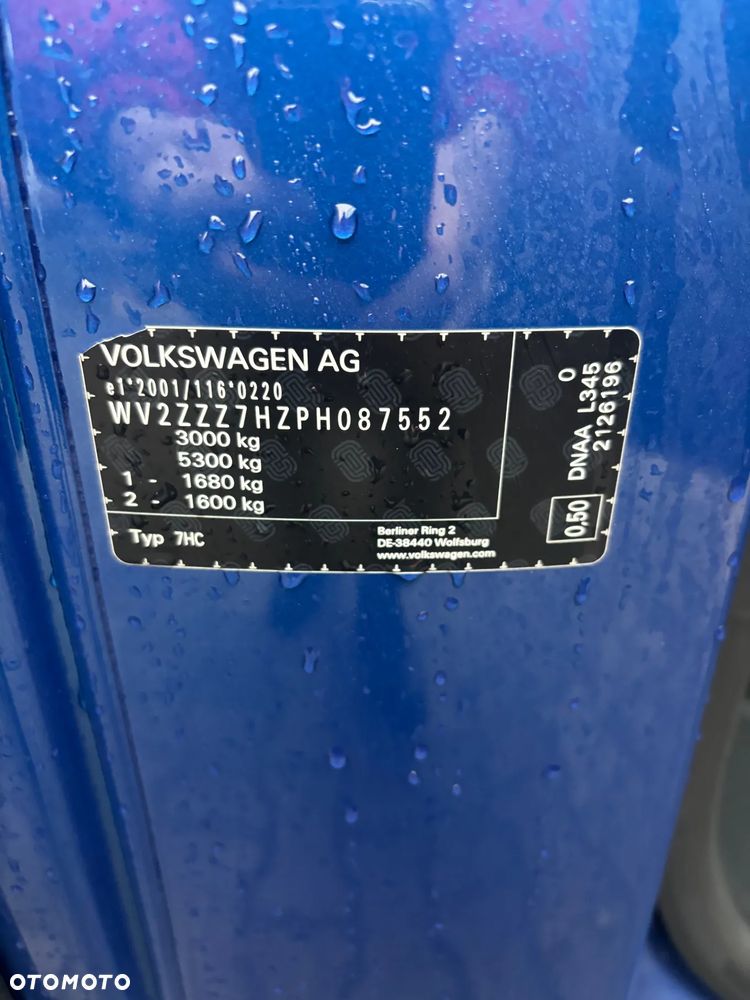 VOLKSWAGEN AG
e1*2001/116*0220
WV2ZZZ7HZPH087552
3000 kg
5300 kg
1 - 1680 kg
2 - 1600 kg
Typ 7HC
Berliner Ring 2
DE-38440 Wolfsburg
www.volkswagen.com
0
DNAA L345
2126196
0,50
OTOMOTO